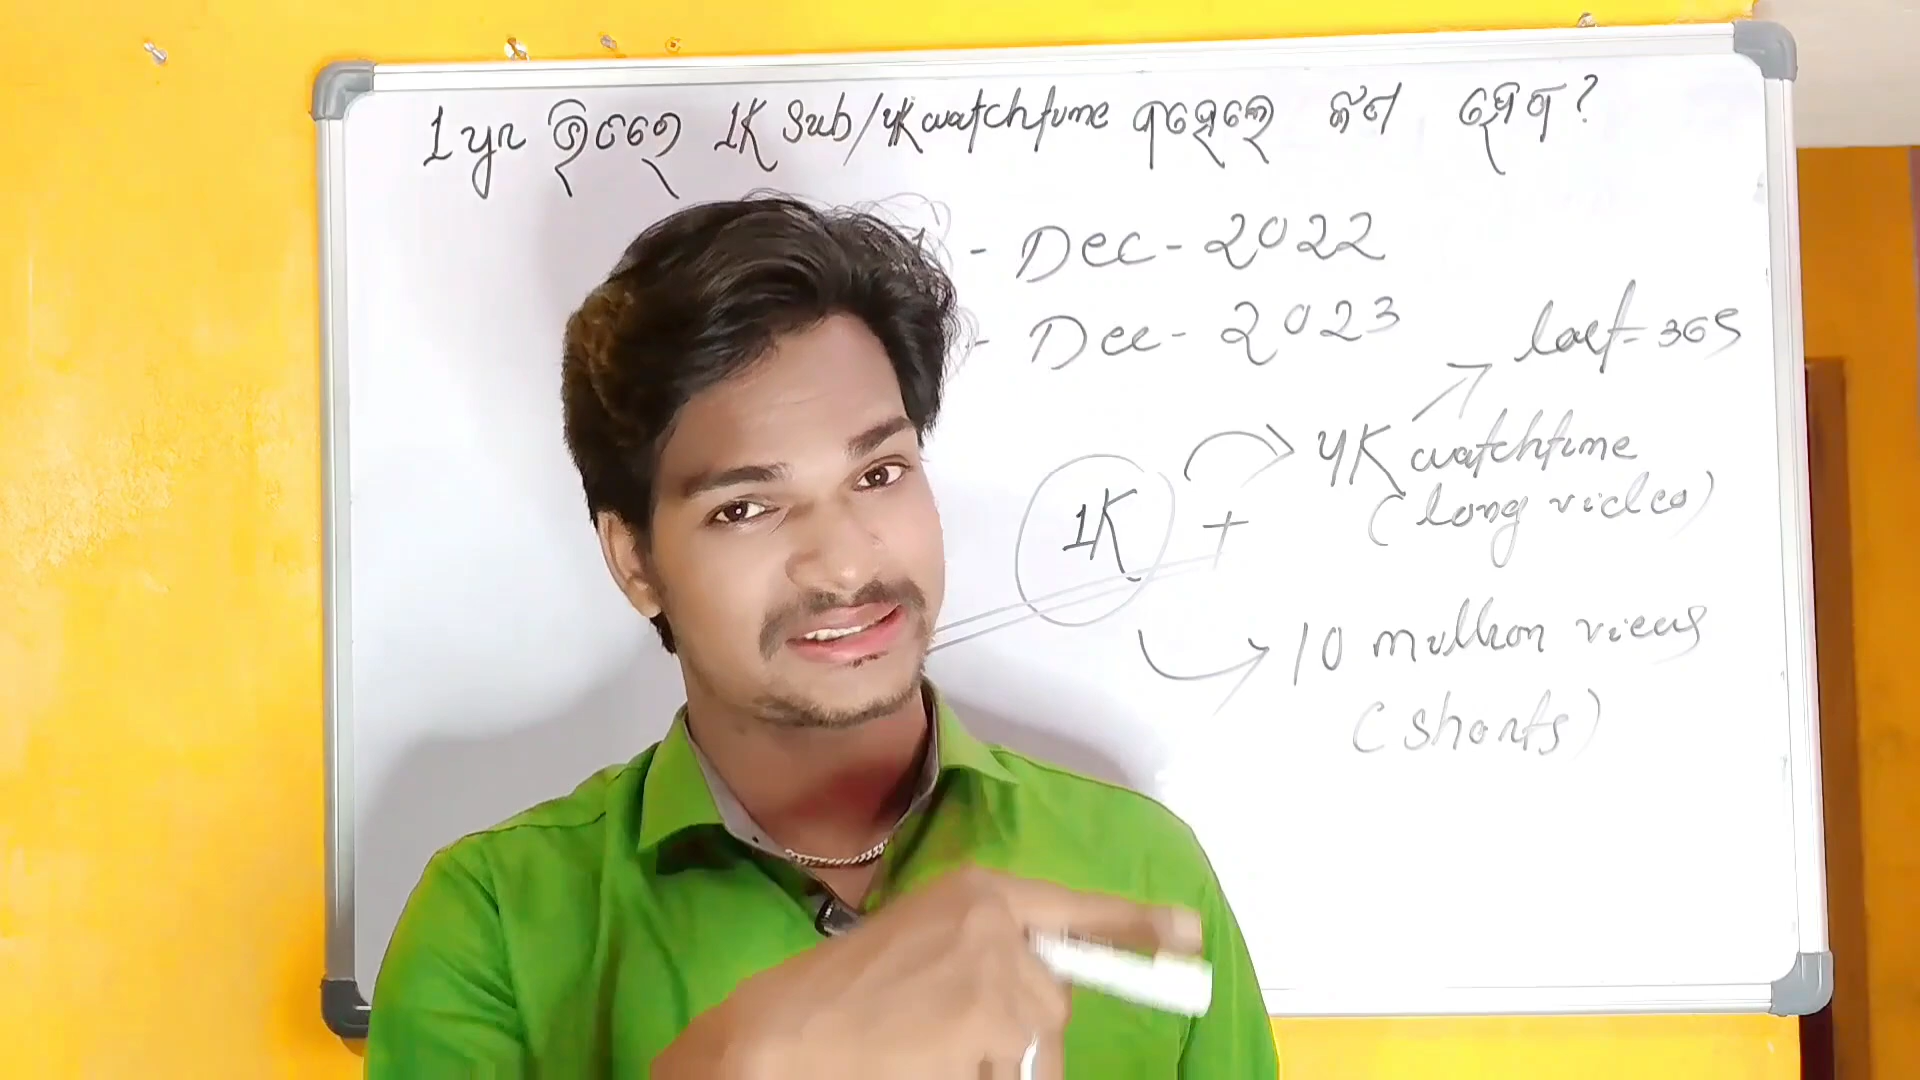 1 yr ଭିତରେ 1K Sub/4K watchtime ନହେଲେ କଣ ହେବ?
- Dec - 2022
- Dec - 2023
last - 365
1K + 4K watchtime
(long video)
10 million views
(shorts)